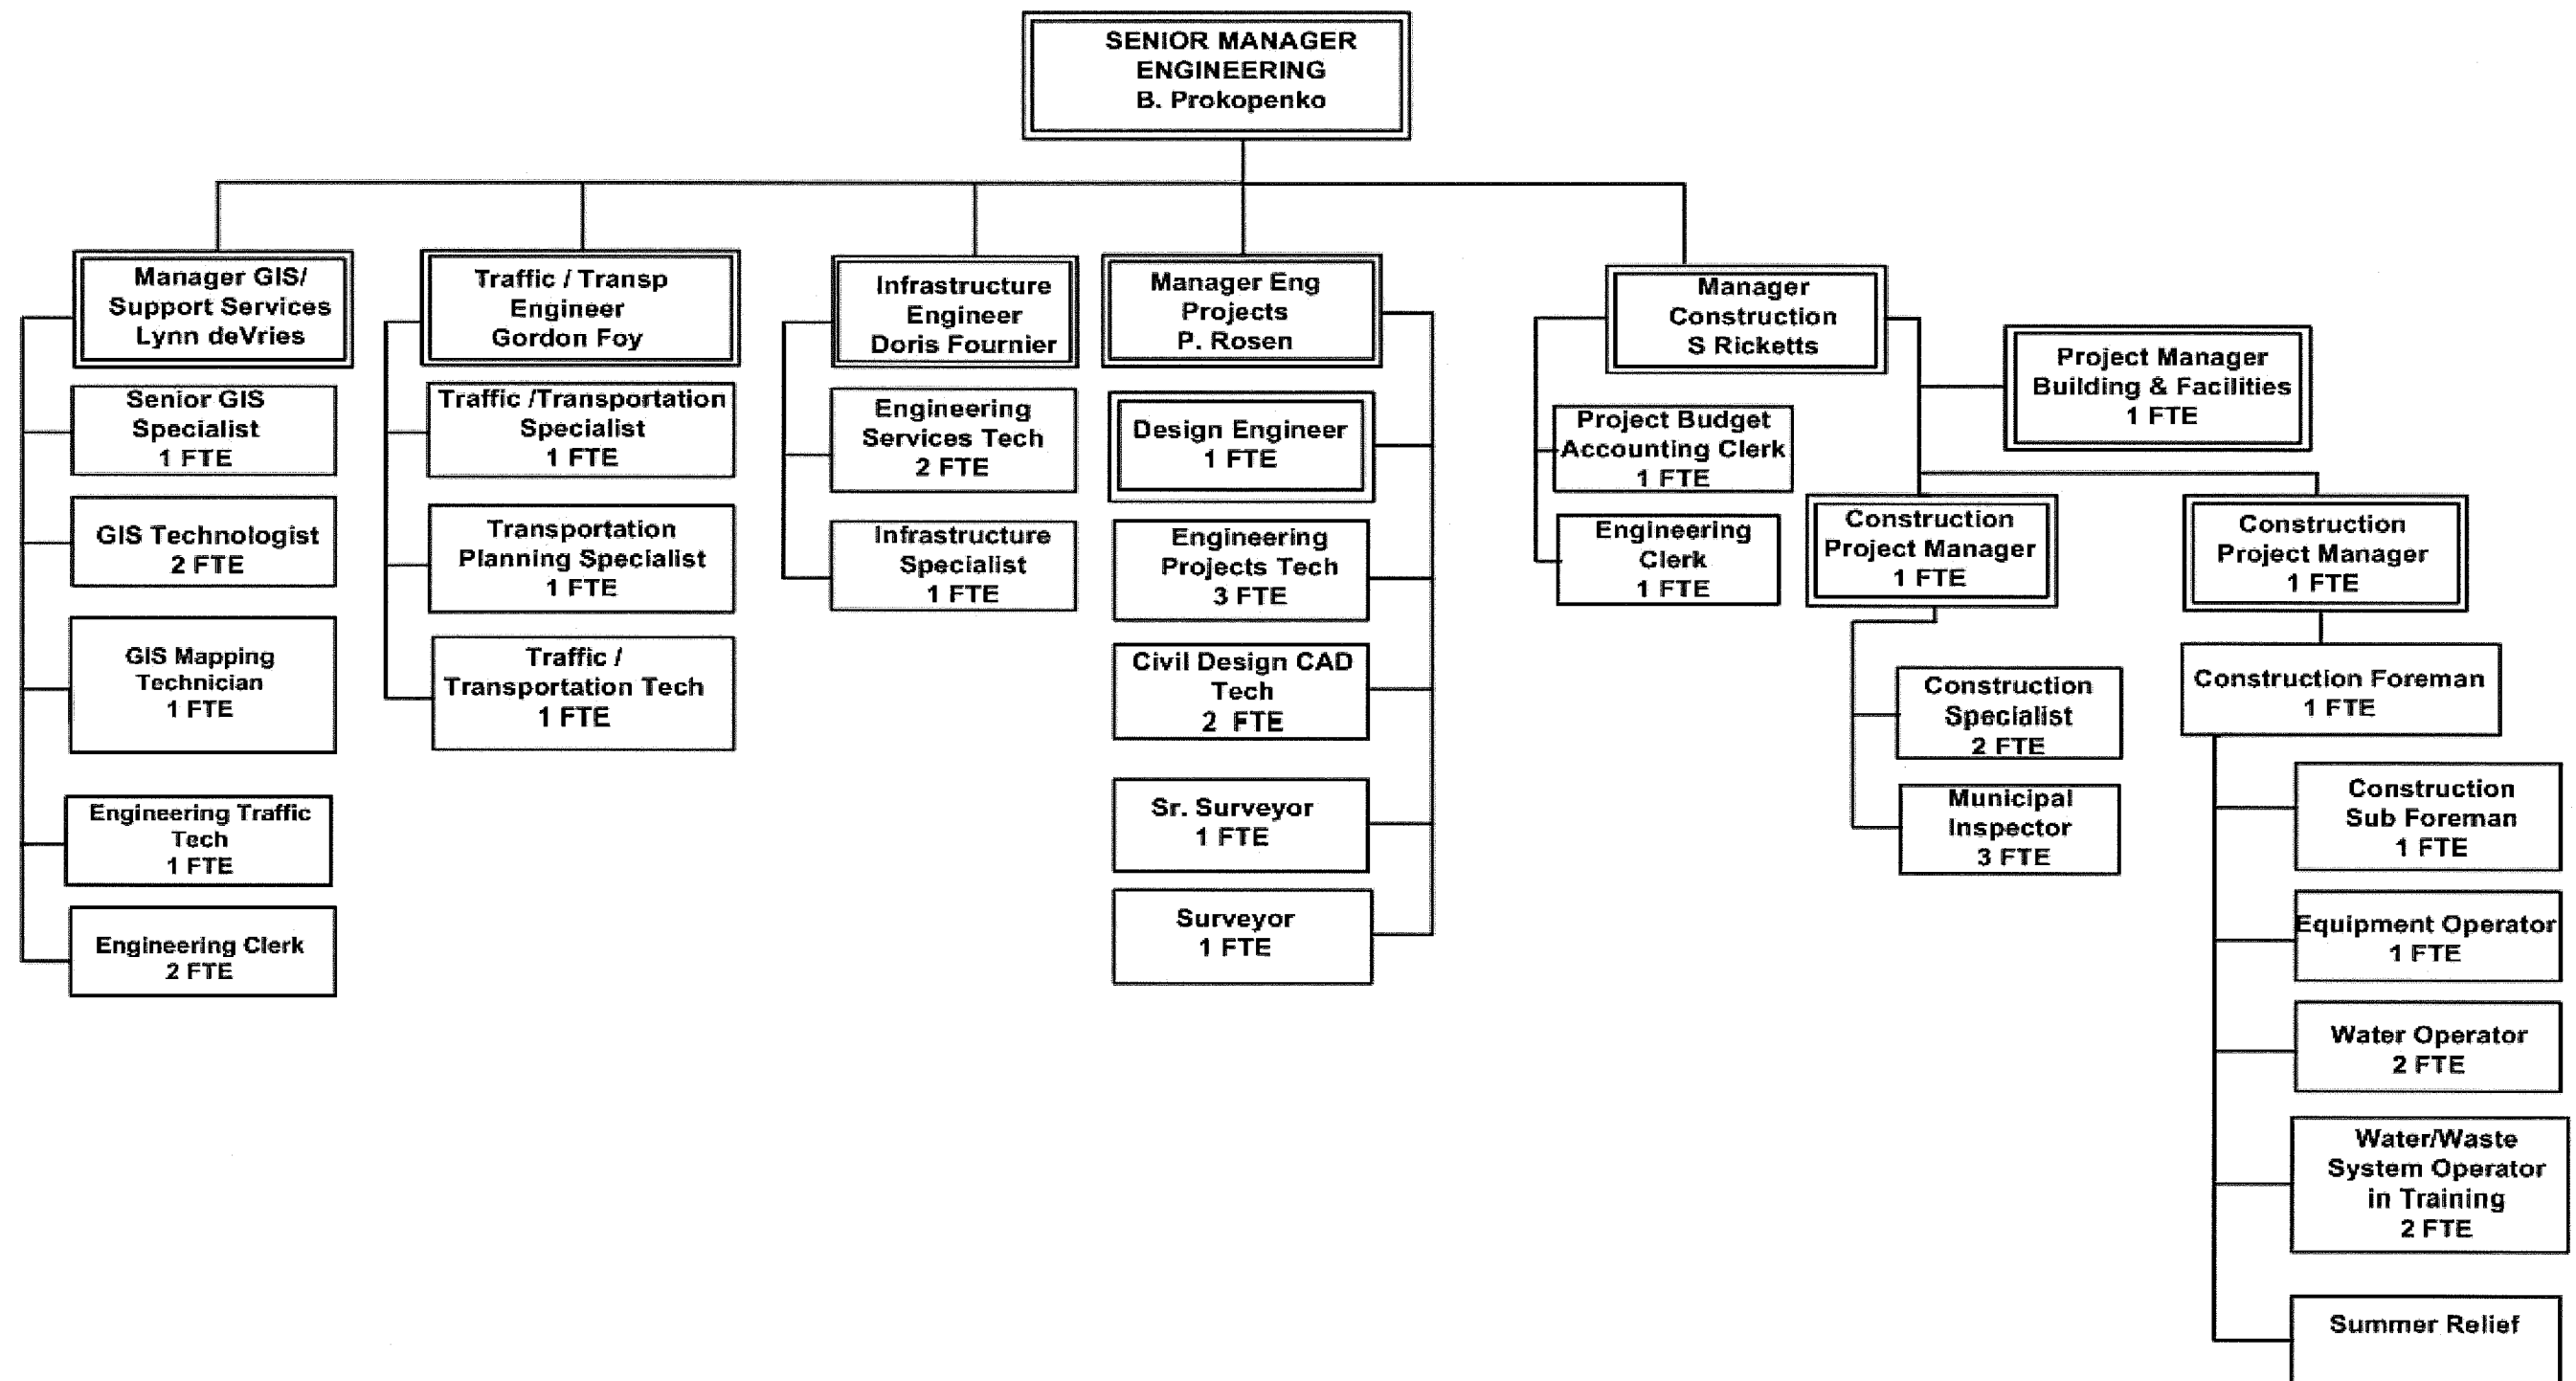 SENIOR MANAGER
ENGINEERING
B. Prokopenko
Manager GIS/
Support Services
Lynn deVries
Senior GIS
Specialist
1 FTE
GIS Technologist
2 FTE
GIS Mapping
Technician
1 FTE
Engineering Traffic
Tech
1 FTE
Engineering Clerk
2 FTE
Traffic / Transp
Engineer
Gordon Foy
Traffic /Transportation
Specialist
1 FTE
Transportation
Planning Specialist
1 FTE
Traffic /
Transportation Tech
1 FTE
Infrastructure
Engineer
Doris Fournier
Engineering
Services Tech
2 FTE
Infrastructure
Specialist
1 FTE
Manager Eng
Projects
P. Rosen
Design Engineer
1 FTE
Engineering
Projects Tech
3 FTE
Civil Design CAD
Tech
2 FTE
Sr. Surveyor
1 FTE
Surveyor
1 FTE
Manager
Construction
S Ricketts
Project Budget
Accounting Clerk
1 FTE
Engineering
Clerk
1 FTE
Project Manager
Building & Facilities
1 FTE
Construction
Project Manager
1 FTE
Construction
Specialist
2 FTE
Municipal
Inspector
3 FTE
Construction
Project Manager
1 FTE
Construction Foreman
1 FTE
Construction
Sub Foreman
1 FTE
Equipment Operator
1 FTE
Water Operator
2 FTE
Water/Waste
System Operator
in Training
2 FTE
Summer Relief